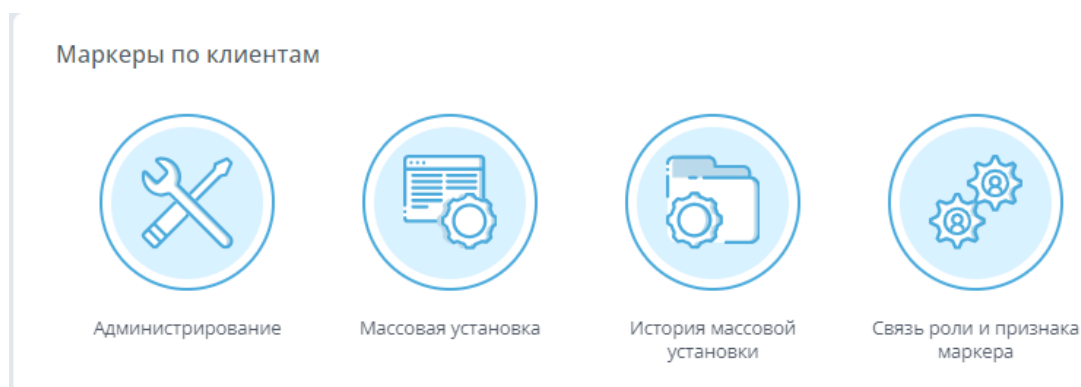 Маркеры по клиентам
Администрирование
Массовая установка
История массовой
установки
Связь роли и признака
маркера